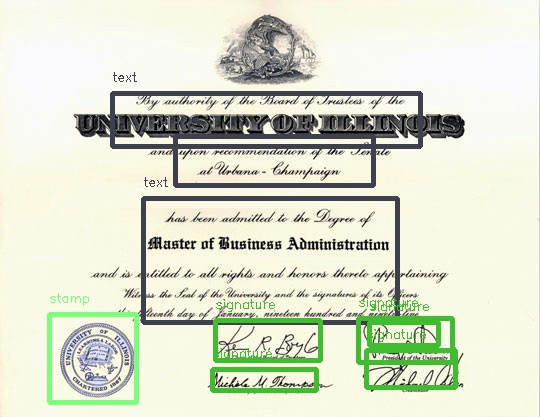 text
By authority of the Board of Trustees of the
UNIVERSITY OF ILLINOIS
and upon recommendation of the Senate
at Urbana - Champaign
text
has been admitted to the Degree of
Master of Business Administration
and is entitled to all rights and honors thereto appertaining
Witness the Seal of the University and the signatures of its Officers
thirteenth day of January, nineteen hundred and
stamp
signature
signature
signature
signature
UNIVERSITY OF ILLINOIS
LEARNING & LABOR
CHARTERED 1867
signature
Michele M. Thompson
President of the University